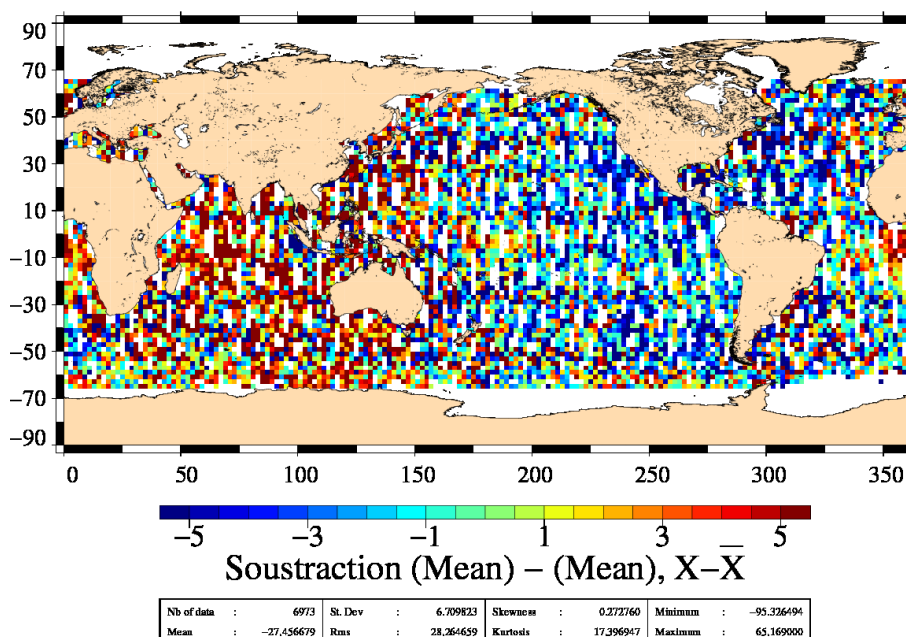 90
70
50
30
10
−10
−30
−50
−70
−90
0 50 100 150 200 250 300 350
−5 −3 −1 1 3 5
Soustraction (Mean) − (Mean), X−X̅
Nb of data : 6973 St. Dev : 6.709823 Skewness : 0.272760 Minimum : −95.326494
Mean : −27.456679 Rms : 28.264659 Kurtosis : 17.396947 Maximum : 65.169000